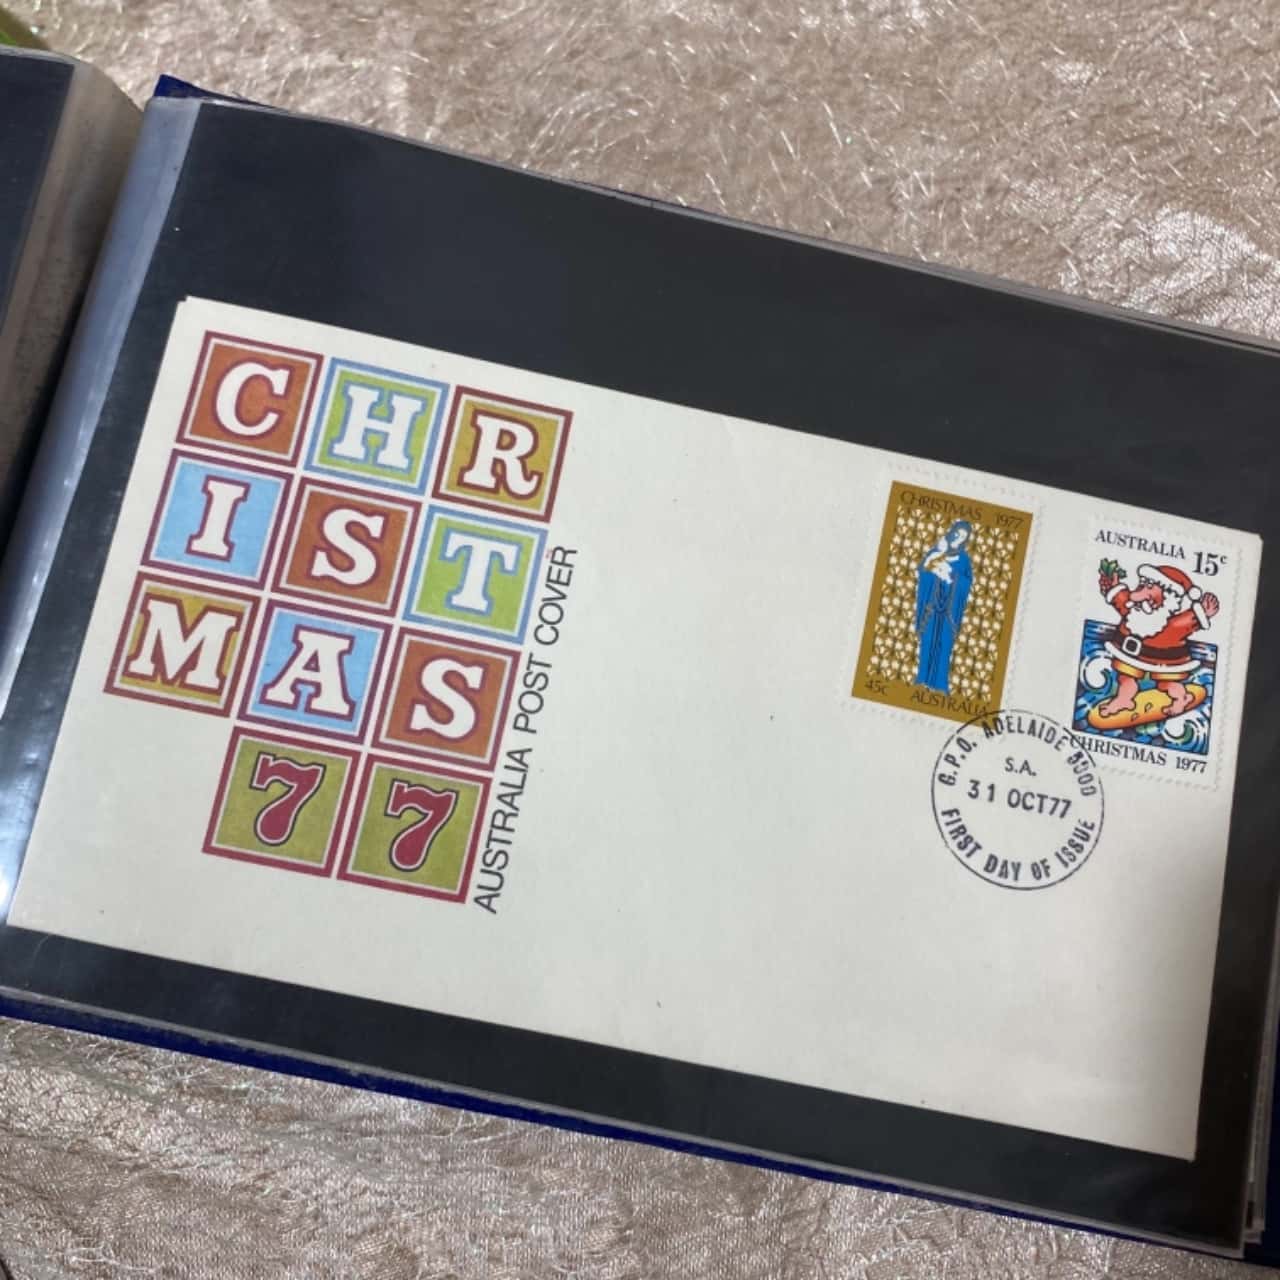 CHR
IST
MAS
77
AUSTRALIA POST COVER
CHRISTMAS 1977
45c AUSTRALIA
AUSTRALIA 15c
CHRISTMAS 1977
G.P.O. ADELAIDE 5000
S.A.
31 OCT77
FIRST DAY OF ISSUE